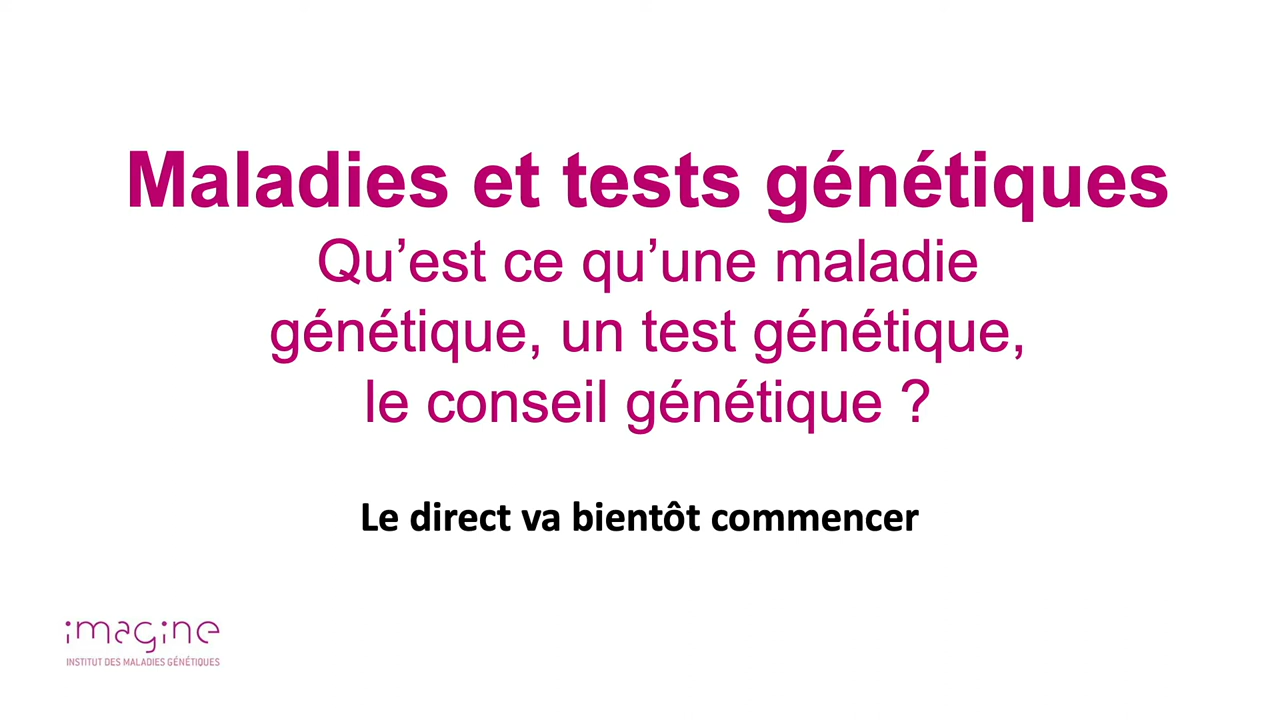 Maladies et tests génétiques
Qu’est ce qu’une maladie
génétique, un test génétique,
le conseil génétique ?
Le direct va bientôt commencer
imagine
INSTITUT DES MALADIES GÉNÉTIQUES